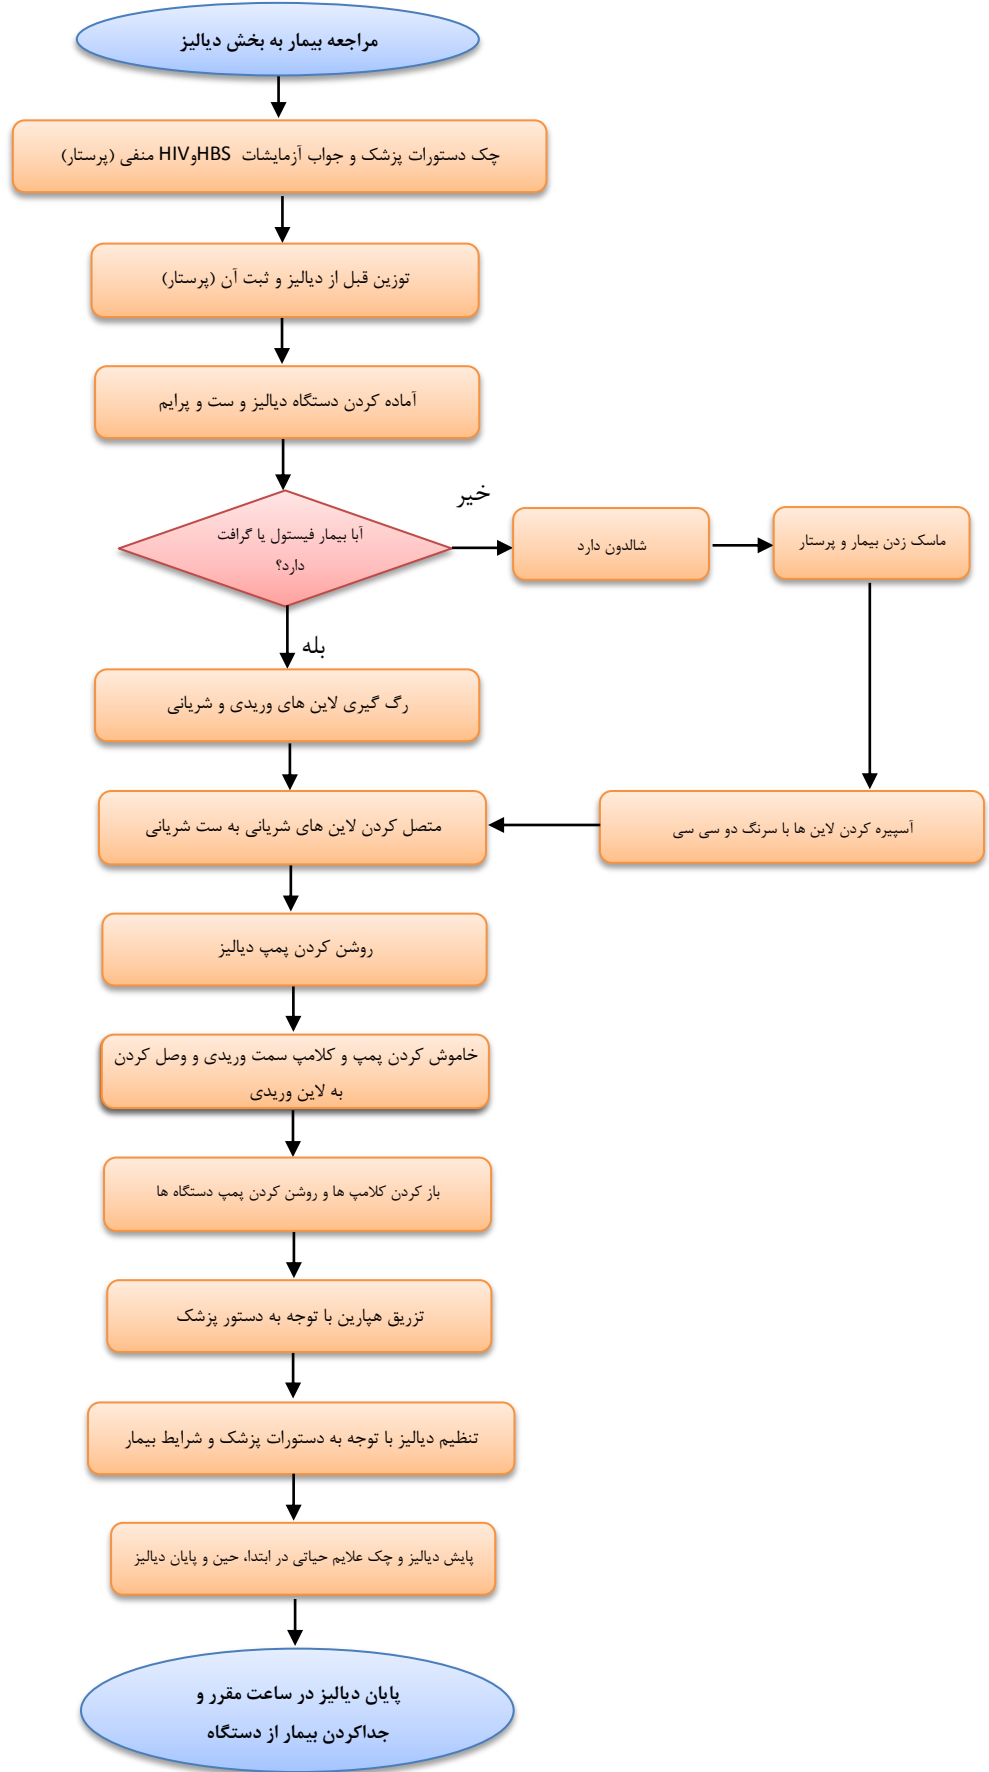 مراجعه بیمار به بخش دیالیز
چک دستورات پزشک و جواب آزمایشات HBSوHIV منفی (پرستار)
توزین قبل از دیالیز و ثبت آن (پرستار)
آماده کردن دستگاه دیالیز و ست و پرایم
خیر
آبا بیمار فیستول یا گرافت
دارد؟
شالدون دارد
ماسک زدن بیمار و پرستار
بله
رگ گیری لاین های وریدی و شریانی
متصل کردن لاین های شریانی به ست شریانی
آسپیره کردن لاین ها با سرنگ دو سی سی
روشن کردن پمپ دیالیز
خاموش کردن پمپ و کلامپ سمت وریدی و وصل کردن
به لاین وریدی
باز کردن کلامپ ها و روشن کردن پمپ دستگاه ها
تزریق هپارین با توجه به دستور پزشک
تنظیم دیالیز با توجه به دستورات پزشک و شرایط بیمار
پایش دیالیز و چک علایم حیاتی در ابتدا، حین و پایان دیالیز
پایان دیالیز در ساعت مقرر و
جداکردن بیمار از دستگاه